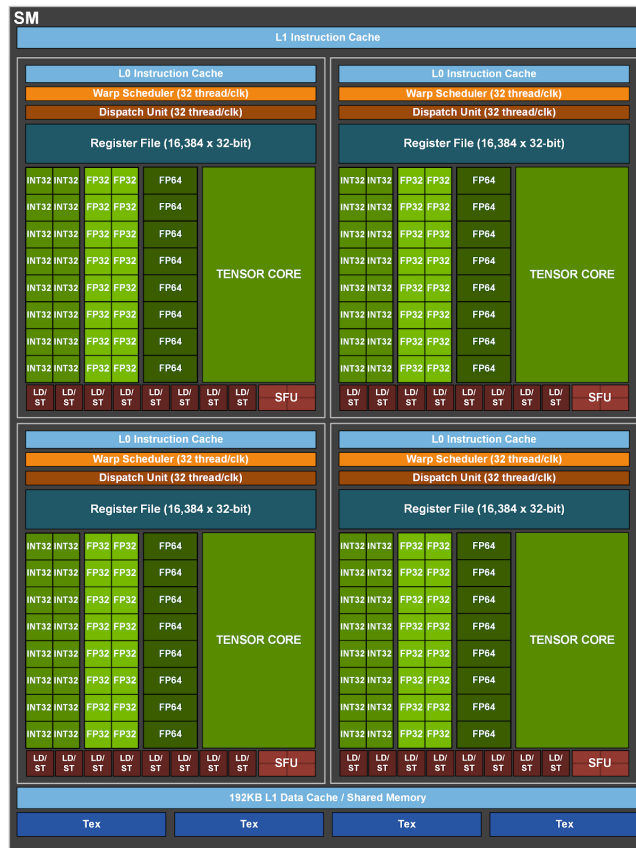 SM
L1 Instruction Cache
L0 Instruction Cache
Warp Scheduler (32 thread/clk)
Dispatch Unit (32 thread/clk)
Register File (16,384 x 32-bit)
INT32 INT32 FP32 FP32 FP64
INT32 INT32 FP32 FP32 FP64
INT32 INT32 FP32 FP32 FP64
INT32 INT32 FP32 FP32 FP64
TENSOR CORE
INT32 INT32 FP32 FP32 FP64
INT32 INT32 FP32 FP32 FP64
INT32 INT32 FP32 FP32 FP64
INT32 INT32 FP32 FP32 FP64
LD/ LD/ LD/ LD/ LD/ LD/ LD/ LD/
ST ST ST ST ST ST ST ST
SFU
L0 Instruction Cache
Warp Scheduler (32 thread/clk)
Dispatch Unit (32 thread/clk)
Register File (16,384 x 32-bit)
INT32 INT32 FP32 FP32 FP64
INT32 INT32 FP32 FP32 FP64
INT32 INT32 FP32 FP32 FP64
INT32 INT32 FP32 FP32 FP64
TENSOR CORE
INT32 INT32 FP32 FP32 FP64
INT32 INT32 FP32 FP32 FP64
INT32 INT32 FP32 FP32 FP64
INT32 INT32 FP32 FP32 FP64
LD/ LD/ LD/ LD/ LD/ LD/ LD/ LD/
ST ST ST ST ST ST ST ST
SFU
L0 Instruction Cache
Warp Scheduler (32 thread/clk)
Dispatch Unit (32 thread/clk)
Register File (16,384 x 32-bit)
INT32 INT32 FP32 FP32 FP64
INT32 INT32 FP32 FP32 FP64
INT32 INT32 FP32 FP32 FP64
INT32 INT32 FP32 FP32 FP64
TENSOR CORE
INT32 INT32 FP32 FP32 FP64
INT32 INT32 FP32 FP32 FP64
INT32 INT32 FP32 FP32 FP64
INT32 INT32 FP32 FP32 FP64
LD/ LD/ LD/ LD/ LD/ LD/ LD/ LD/
ST ST ST ST ST ST ST ST
SFU
L0 Instruction Cache
Warp Scheduler (32 thread/clk)
Dispatch Unit (32 thread/clk)
Register File (16,384 x 32-bit)
INT32 INT32 FP32 FP32 FP64
INT32 INT32 FP32 FP32 FP64
INT32 INT32 FP32 FP32 FP64
INT32 INT32 FP32 FP32 FP64
TENSOR CORE
INT32 INT32 FP32 FP32 FP64
INT32 INT32 FP32 FP32 FP64
INT32 INT32 FP32 FP32 FP64
INT32 INT32 FP32 FP32 FP64
LD/ LD/ LD/ LD/ LD/ LD/ LD/ LD/
ST ST ST ST ST ST ST ST
SFU
192KB L1 Data Cache / Shared Memory
Tex Tex Tex Tex